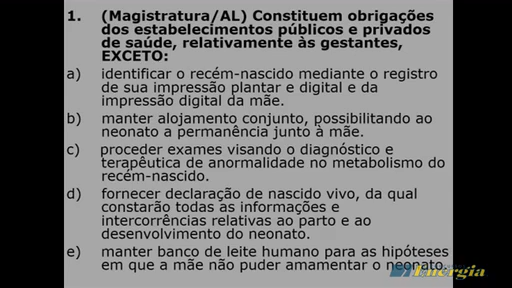 1. (Magistratura/AL) Constituem obrigações
dos estabelecimentos públicos e privados
de saúde, relativamente às gestantes,
EXCETO:
a) identificar o recém-nascido mediante o registro
de sua impressão plantar e digital e da
impressão digital da mãe.
b) manter alojamento conjunto, possibilitando ao
neonato a permanência junto à mãe.
c) proceder exames visando o diagnóstico e
terapêutica de anormalidade no metabolismo do
recém-nascido.
d) fornecer declaração de nascido vivo, da qual
constarão todas as informações e
intercorrências relativas ao parto e ao
desenvolvimento do neonato.
e) manter banco de leite humano para as hipóteses
em que a mãe não puder amamentar o neonato.
Energia